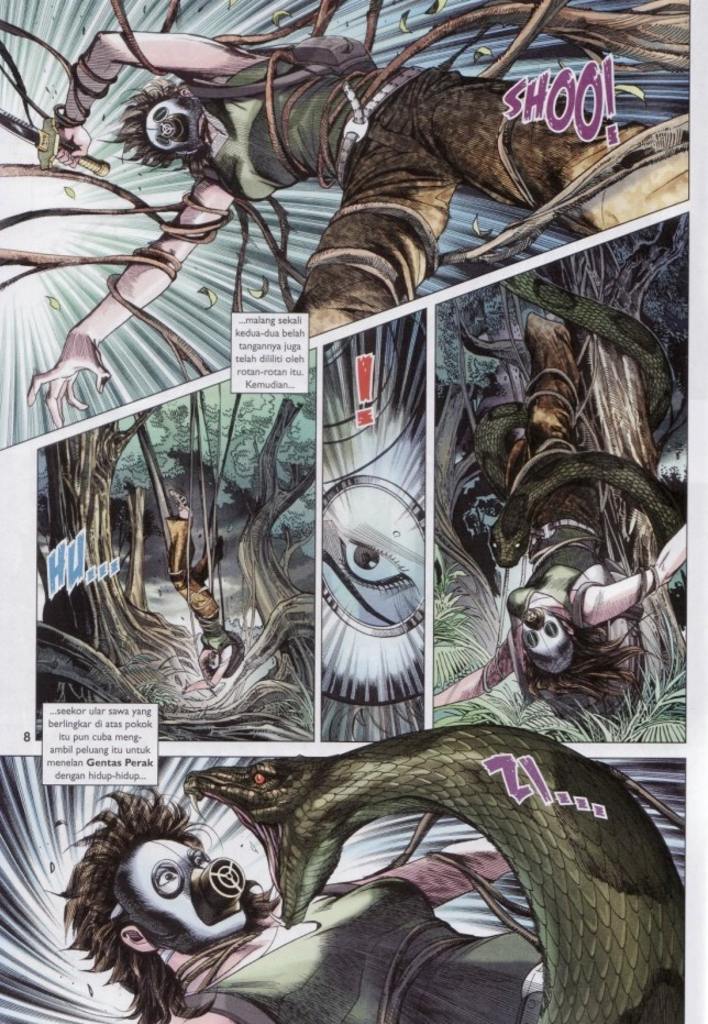 SHOO!
...malang sekali
kedua-dua belah
tangannya juga
telah dililiti oleh
rotan-rotan itu.
Kemudian...
!
HU...
...seekor ular sawa yang
berlingkar di atas pokok
itu pun cuba meng-
ambil peluang itu untuk
menelan Gentas Perak
dengan hidup-hidup...
8
ZI...